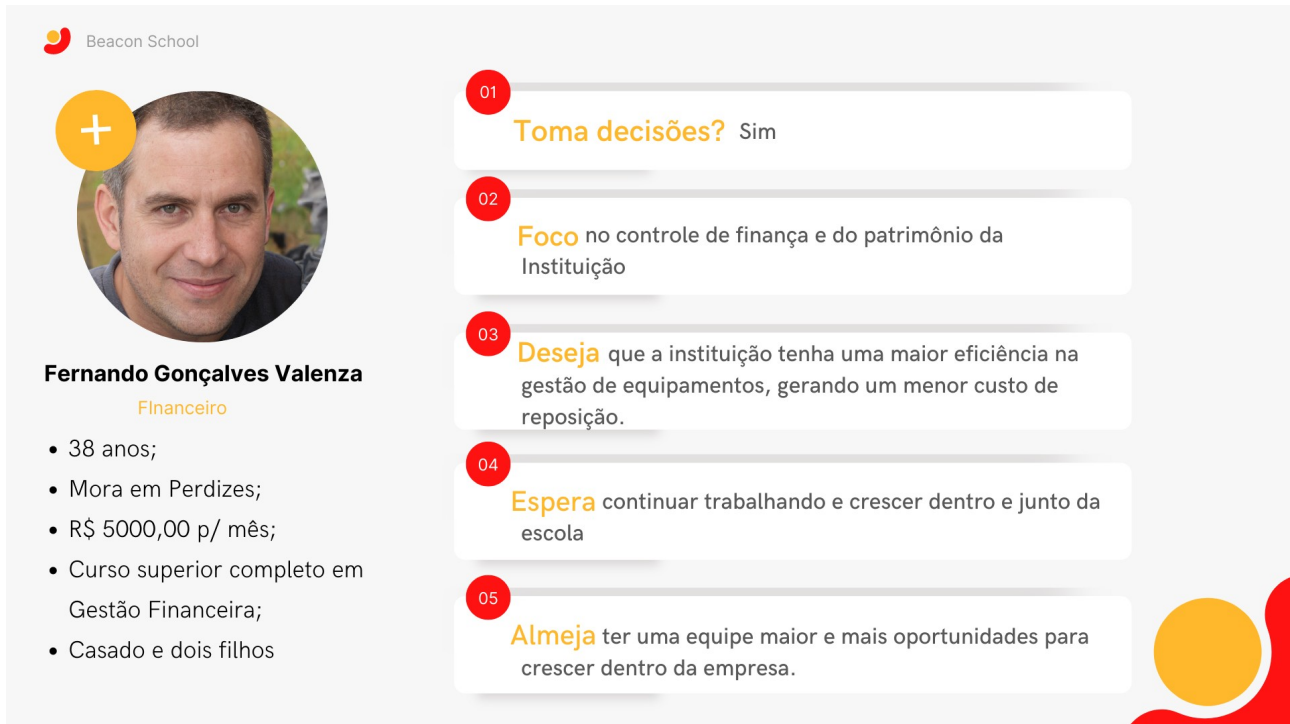 Beacon School
Fernando Gonçalves Valenza
FInanceiro
• 38 anos;
• Mora em Perdizes;
• R$ 5000,00 p/ mês;
• Curso superior completo em
Gestão Financeira;
• Casado e dois filhos
01
Toma decisões? Sim
02
Foco no controle de finança e do patrimônio da
Instituição
03
Deseja que a instituição tenha uma maior eficiência na
gestão de equipamentos, gerando um menor custo de
reposição.
04
Espera continuar trabalhando e crescer dentro e junto da
escola
05
Almeja ter uma equipe maior e mais oportunidades para
crescer dentro da empresa.